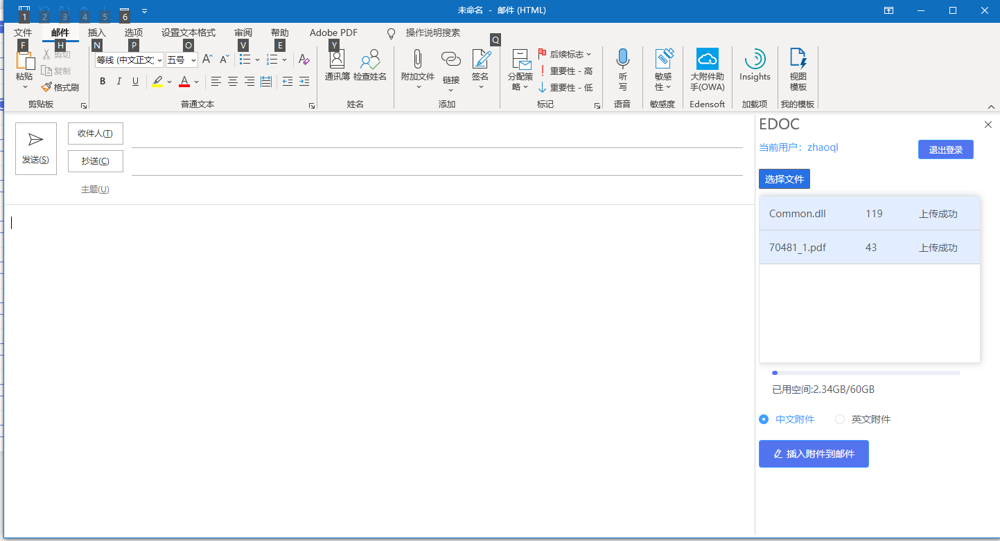 1 2 3 4 5 6
未命名 - 邮件 (HTML)
文件 邮件 插入 选项 设置文本格式 审阅 帮助 Adobe PDF 操作说明搜索
F H N P O V E Y Q
粘贴
剪切
复制
格式刷
剪贴板
等线 (中文正文) 五号 A A A
B I U A
普通文本
通讯簿 检查姓名
姓名
附加文件 链接 签名
添加
分配策略
后续标志
重要性 - 高
重要性 - 低
标记
听写
语音
敏感性
敏感度
大附件助
手(OWA)
Edensoft
Insights
加载项
视图
模板
我的模板
发送(S)
收件人(T)
抄送(C)
主题(U)
EDOC
当前用户：zhaoql
退出登录
选择文件
Common.dll 119 上传成功
70481_1.pdf 43 上传成功
已用空间:2.34GB/60GB
中文附件 英文附件
插入附件到邮件